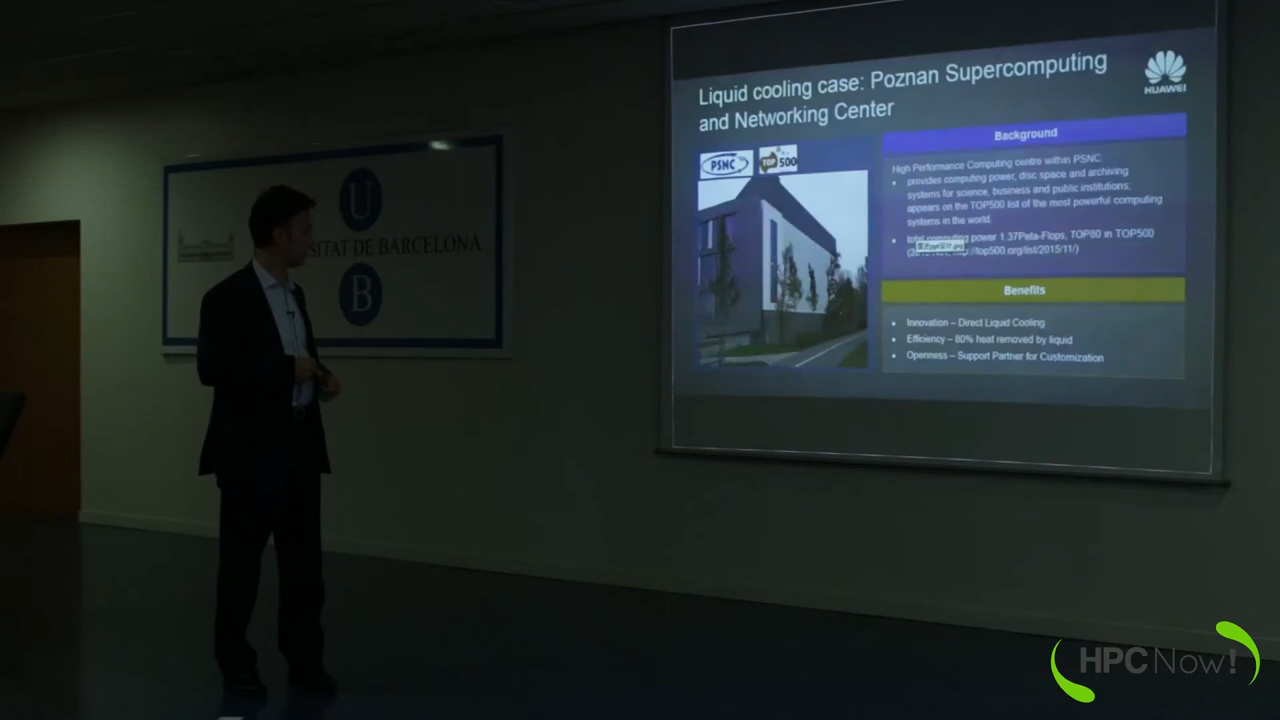 U
SITAT DE BARCELONA
B
Liquid cooling case: Poznan Supercomputing
and Networking Center
HUAWEI
PSNC
TOP 500
Background
High Performance Computing centre within PSNC:
• provides computing power, disc space and archiving
systems for science, business and public institutions;
appears on the TOP500 list of the most powerful computing
systems in the world.
• total computing power 1.37Peta-Flops, TOP80 in TOP500
http://top500.org/list/2015/11/)
Benefits
• Innovation – Direct Liquid Cooling
• Efficiency – 80% heat removed by liquid
• Openness – Support Partner for Customization
HPCNow!